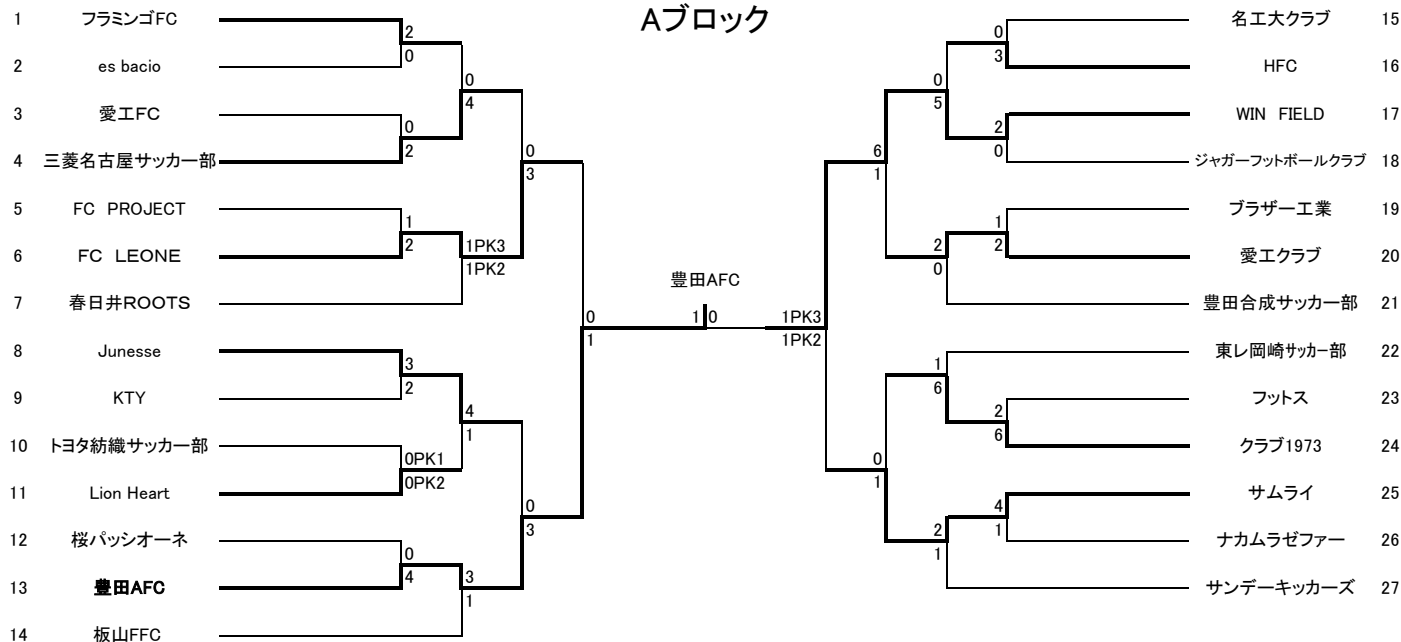 Aブロック
1 フラミンゴFC
2 es bacio
3 愛工FC
4 三菱名古屋サッカー部
5 FC PROJECT
6 FC LEONE
7 春日井ROOTS
8 Junesse
9 KTY
10 トヨタ紡織サッカー部
11 Lion Heart
12 桜パッシオーネ
13 豊田AFC
14 板山FFC
2
0
0
2
1
2
3
2
0PK1
0PK2
0
4
0
4
1PK3
1PK2
4
1
3
1
0
3
0
3
0
1
豊田AFC
1 0
1PK3
1PK2
6
1
0
1
0
5
2
0
1
6
2
1
0
3
2
0
1
2
2
6
4
1
名工大クラブ 15
HFC 16
WIN FIELD 17
ジャガーフットボールクラブ 18
ブラザー工業 19
愛工クラブ 20
豊田合成サッカー部 21
東レ岡崎サッカー部 22
フットス 23
クラブ1973 24
サムライ 25
ナカムラゼファー 26
サンデーキッカーズ 27